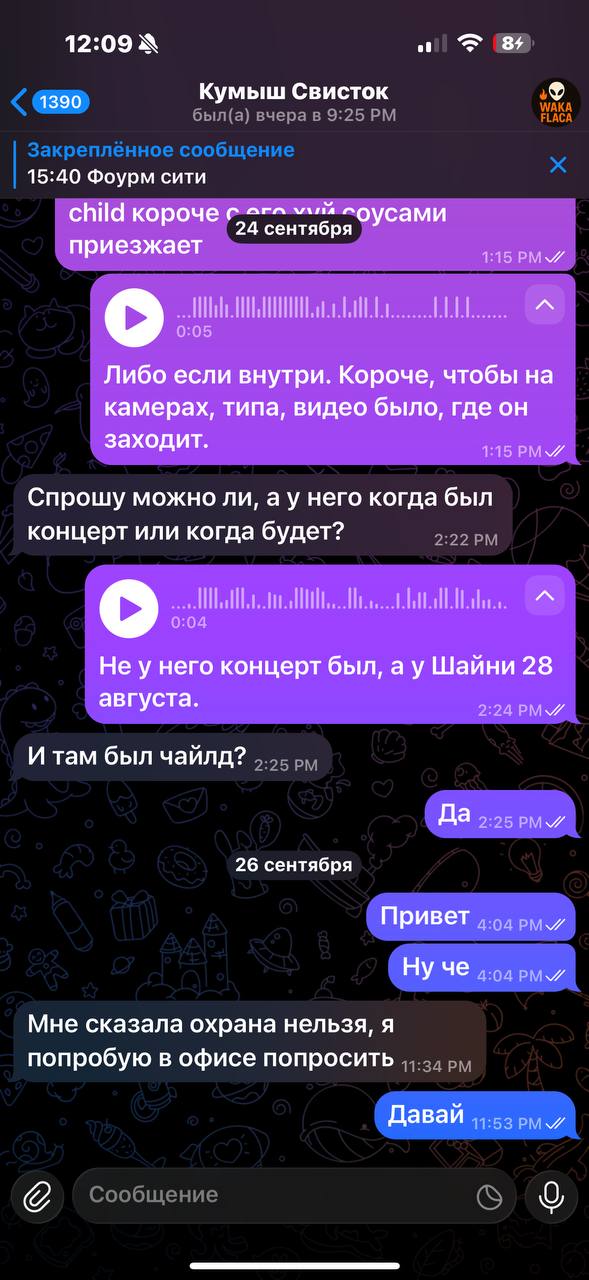 12:09
8
1390
Кумыш Свисток
был(а) вчера в 9:25 PM
WAKA
FLACA
Закреплённое сообщение
15:40 Фоурм сити
child короче с его хуй соусами
приезжает
1:15 PM
24 сентября
0:05
Либо если внутри. Короче, чтобы на
камерах, типа, видео было, где он
заходит.
1:15 PM
Спрошу можно ли, а у него когда был
концерт или когда будет?
2:22 PM
0:04
Не у него концерт был, а у Шайни 28
августа.
2:24 PM
И там был чайлд? 2:25 PM
Да 2:25 PM
26 сентября
Привет 4:04 PM
Ну че 4:04 PM
Мне сказала охрана нельзя, я
попробую в офисе попросить 11:34 PM
Давай 11:53 PM
Сообщение